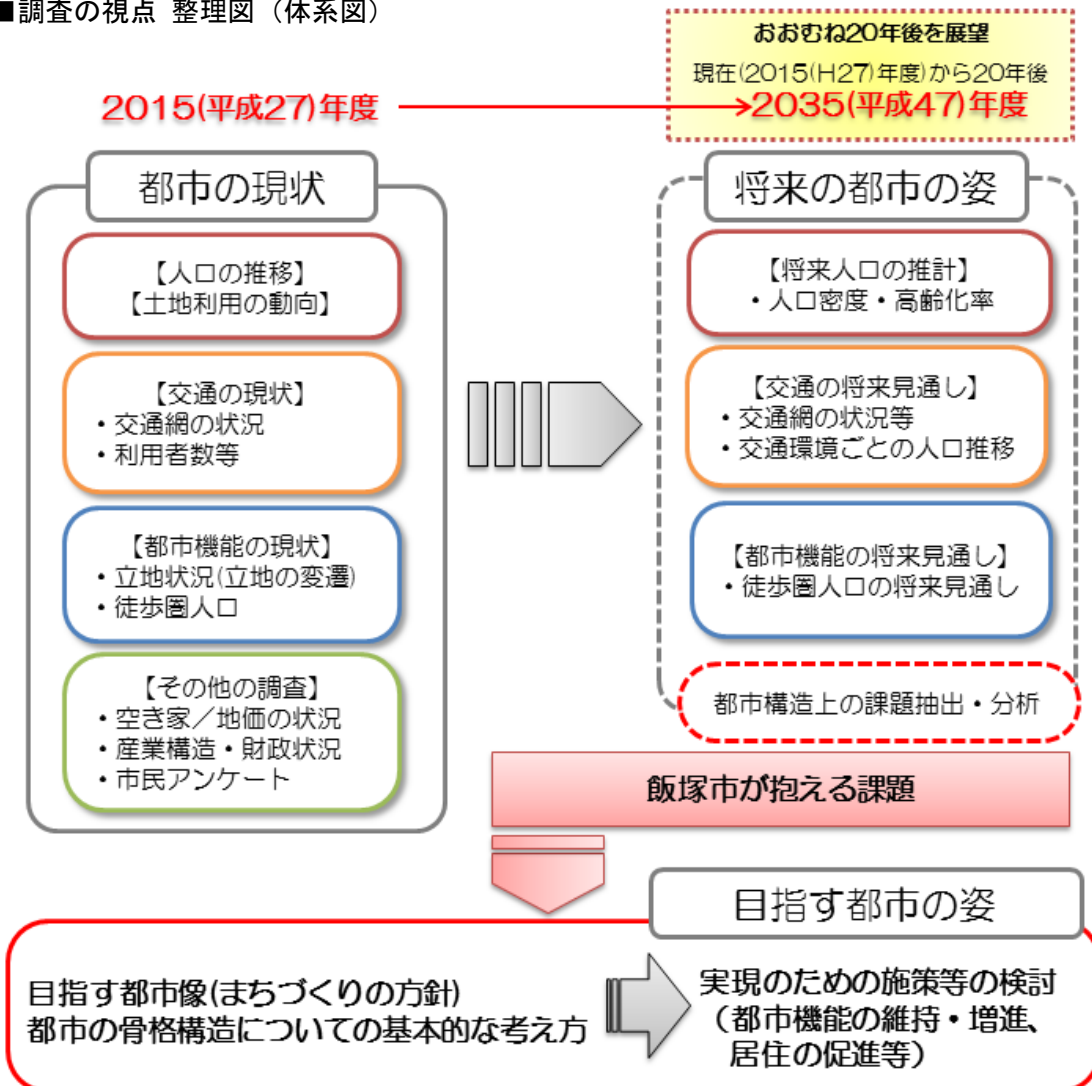 ■調査の視点 整理図（体系図）
おおむね20年後を展望
現在(2015(H27)年度)から20年後
2015(平成27)年度
2035(平成47)年度
都市の現状
【人口の推移】
【土地利用の動向】
【交通の現状】
・交通網の状況
・利用者数等
【都市機能の現状】
・立地状況(立地の変遷)
・徒歩圏人口
【その他の調査】
・空き家／地価の状況
・産業構造・財政状況
・市民アンケート
将来の都市の姿
【将来人口の推計】
・人口密度・高齢化率
【交通の将来見通し】
・交通網の状況等
・交通環境ごとの人口推移
【都市機能の将来見通し】
・徒歩圏人口の将来見通し
都市構造上の課題抽出・分析
飯塚市が抱える課題
目指す都市の姿
目指す都市像(まちづくりの方針)
都市の骨格構造についての基本的な考え方
実現のための施策等の検討
（都市機能の維持・増進、
居住の促進等）